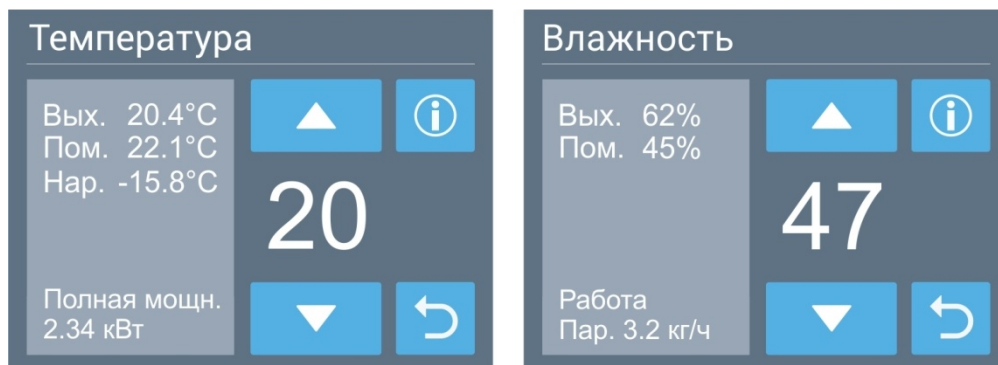 Температура
Вых. 20.4°C
Пом. 22.1°C
Нар. -15.8°C
20
Полная мощн.
2.34 кВт
Влажность
Вых. 62%
Пом. 45%
47
Работа
Пар. 3.2 кг/ч